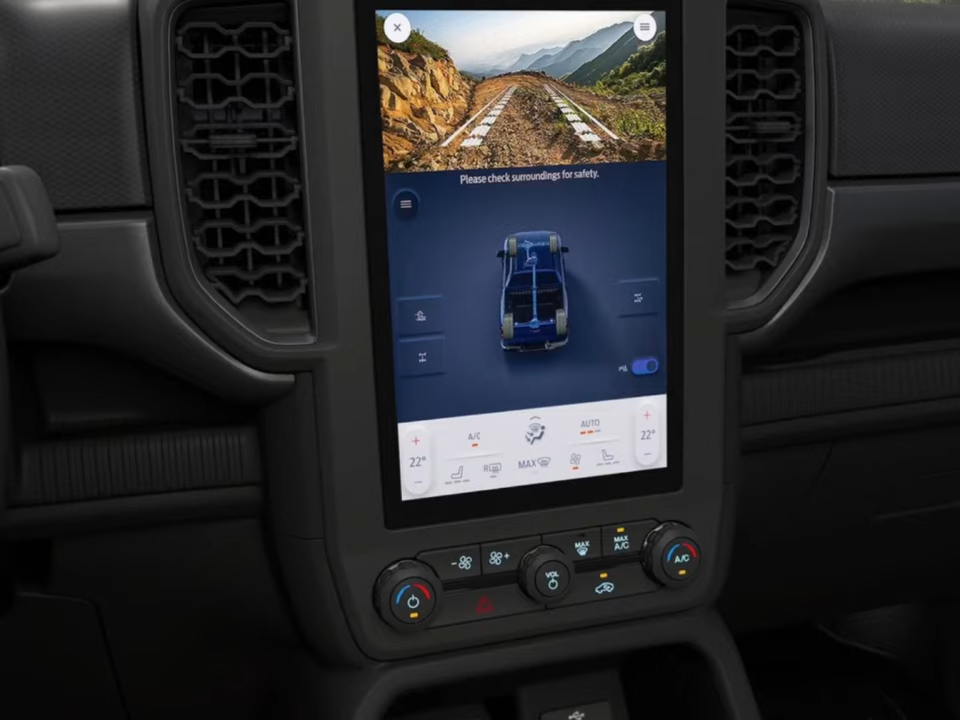 Please check surroundings for safety.
A/C
AUTO
22°
22°
R
MAX
MAX
MAX
A/C
VOL
A/C